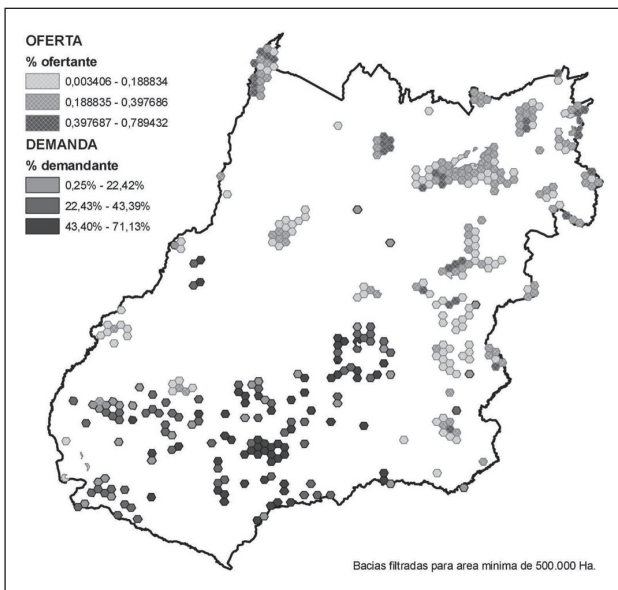 OFERTA
% ofertante
0,003406 - 0,188834
0,188835 - 0,397686
0,397687 - 0,789432
DEMANDA
% demandante
0,25% - 22,42%
22,43% - 43,39%
43,40% - 71,13%
Bacias filtradas para area minima de 500.000 Ha.